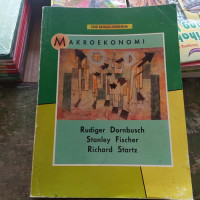 MAKROEKONOMI
Rudiger Dornbusch
Stanley Fischer
Richard Startz